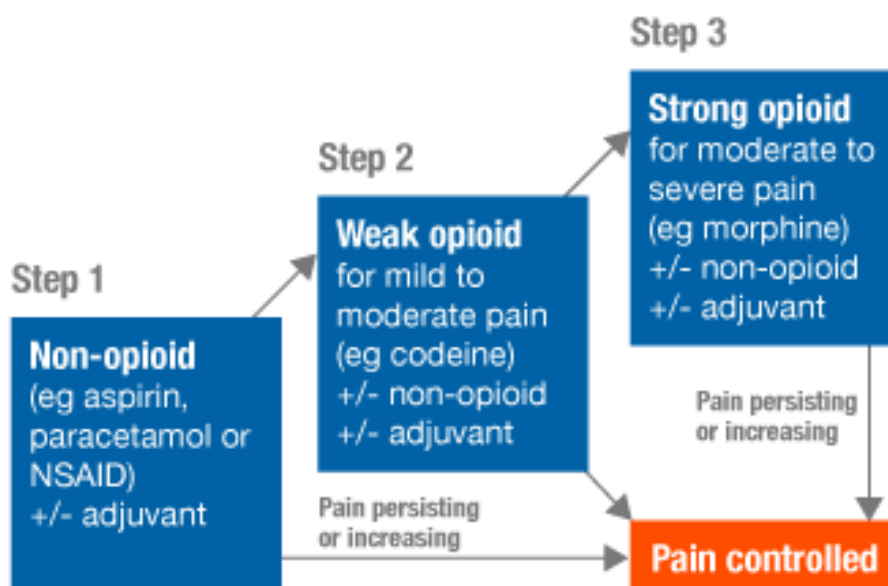 Step 1
Non-opioid
(eg aspirin,
paracetamol or
NSAID)
+/- adjuvant
Step 2
Weak opioid
for mild to
moderate pain
(eg codeine)
+/- non-opioid
+/- adjuvant
Step 3
Strong opioid
for moderate to
severe pain
(eg morphine)
+/- non-opioid
+/- adjuvant
Pain persisting
or increasing
Pain persisting
or increasing
Pain controlled